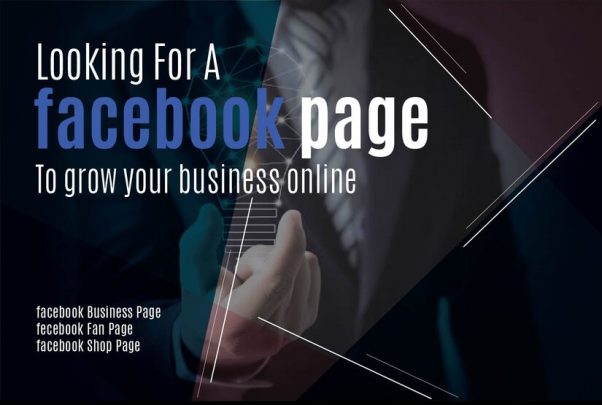 Looking For A
facebook page
To grow your business online
facebook Business Page
fecebook Fan Page
facebook Shop Page